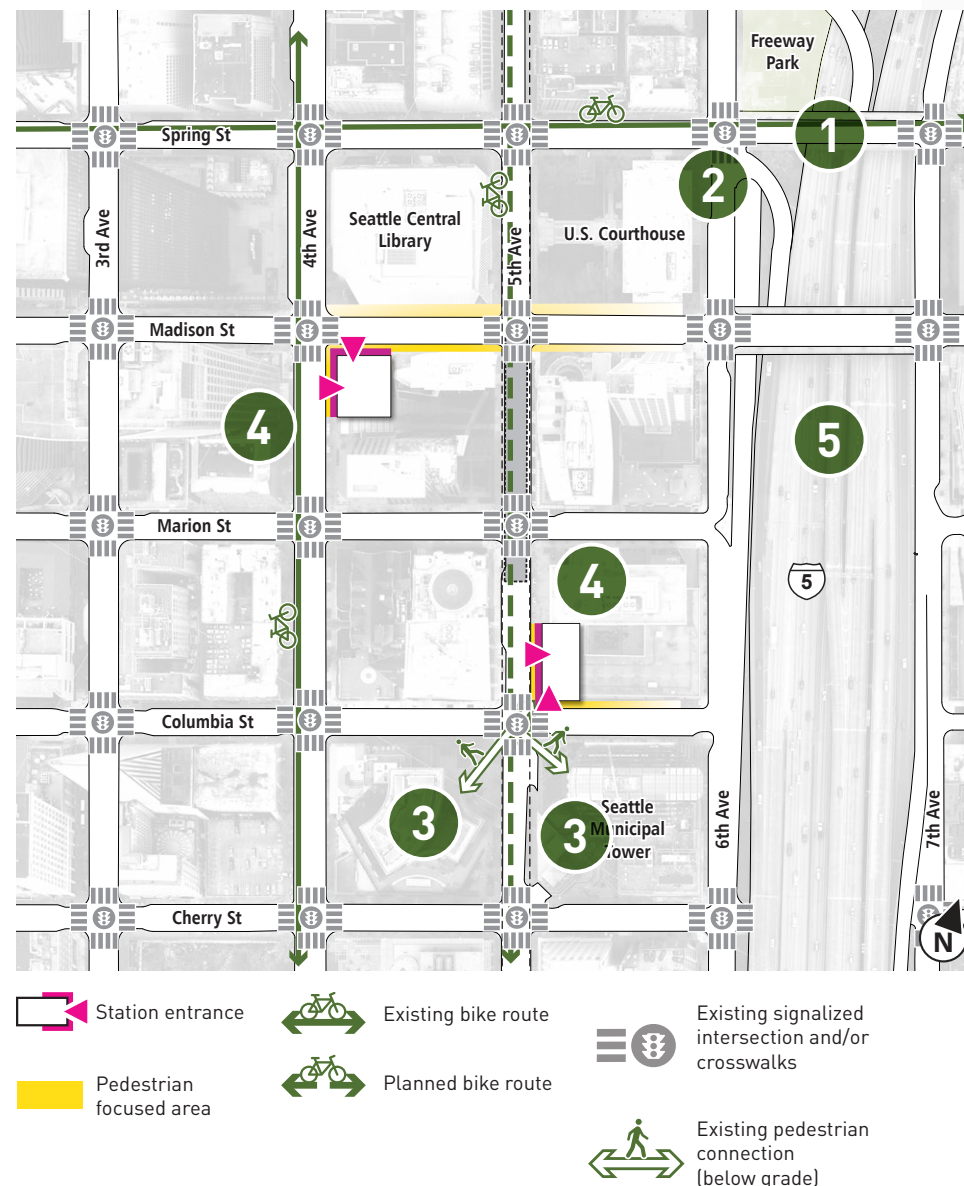 Freeway
Park
Spring St
1
2
3rd Ave
4th Ave
Seattle Central
Library
5th Ave
U.S. Courthouse
Madison St
4
5
Marion St
5
4
Columbia St
3
3
Seattle
Municipal
Tower
6th Ave
7th Ave
Cherry St
N
Station entrance
Pedestrian
focused area
Existing bike route
Planned bike route
Existing signalized
intersection and/or
crosswalks
Existing pedestrian
connection
(below grade)